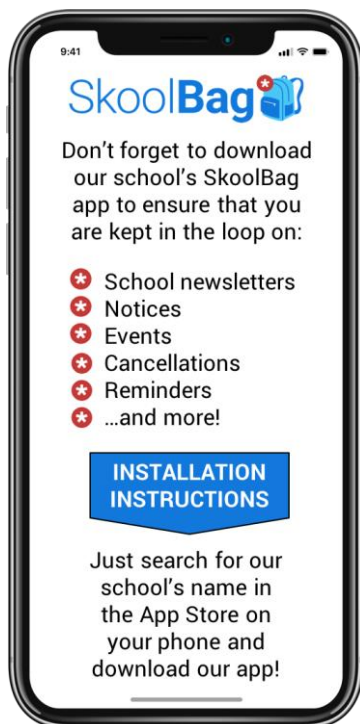 9:41
SkoolBag
Don’t forget to download
our school’s SkoolBag
app to ensure that you
are kept in the loop on:
School newsletters
Notices
Events
Cancellations
Reminders
...and more!
INSTALLATION
INSTRUCTIONS
Just search for our
school’s name in
the App Store on
your phone and
download our app!